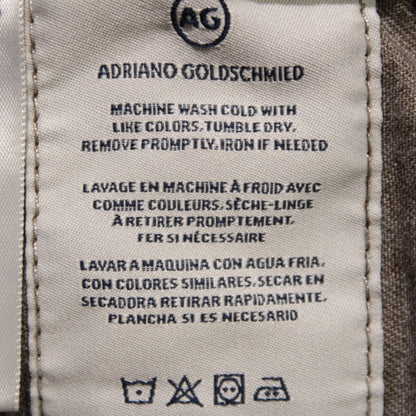 AG
ADRIANO GOLDSCHMIED
MACHINE WASH COLD WITH
LIKE COLORS, TUMBLE DRY,
REMOVE PROMPTLY, IRON IF NEEDED
LAVAGE EN MACHINE À FROID AVEC
COMME COULEURS, SÈCHE-LINGE
À RETIRER PROMPTEMENT,
FER SI NÉCESSAIRE
LAVAR A MAQUINA CON AGUA FRIA,
CON COLORES SIMILARES, SECAR EN
SECADORA RETIRAR RAPIDAMENTE,
PLANCHA SI ES NECESARIO